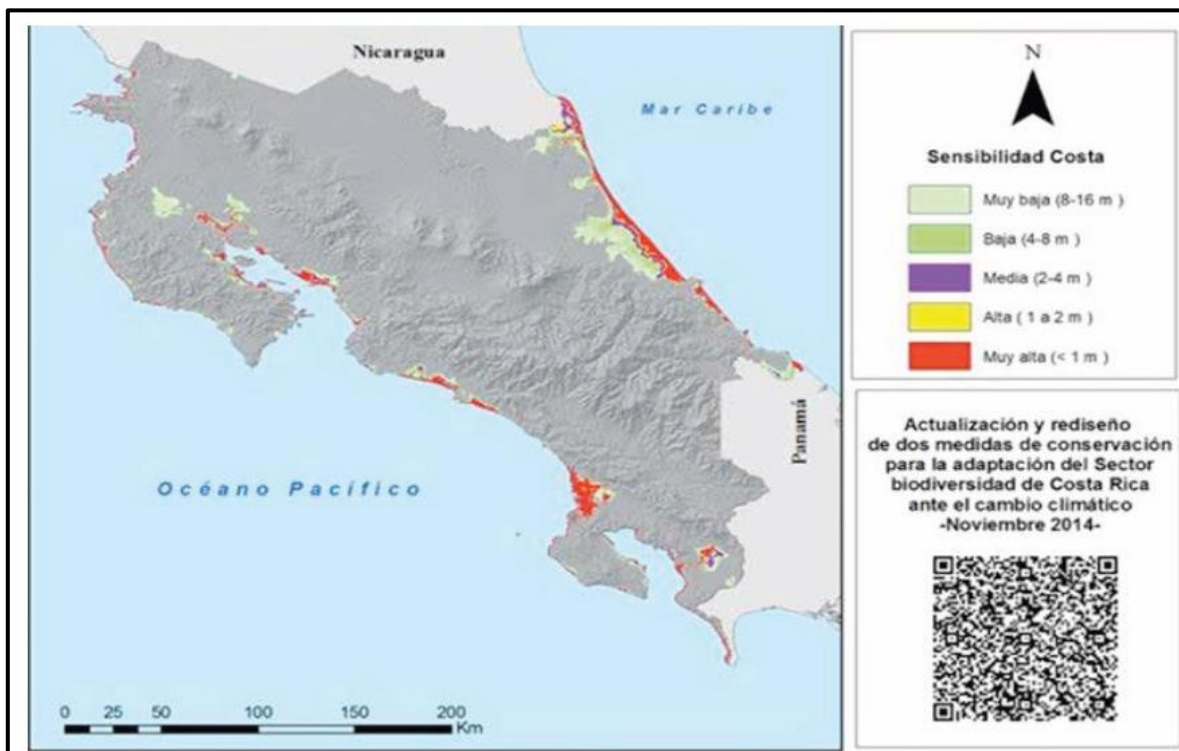 Nicaragua
Mar Caribe
Océano Pacífico
Panamá
0 25 50 100 150 200
Km
N
Sensibilidad Costa
Muy baja (8-16 m )
Baja (4-8 m )
Media (2-4 m )
Alta ( 1 a 2 m )
Muy alta (< 1 m )
Actualización y rediseño
de dos medidas de conservación
para la adaptación del Sector
biodiversidad de Costa Rica
ante el cambio climático
-Noviembre 2014-